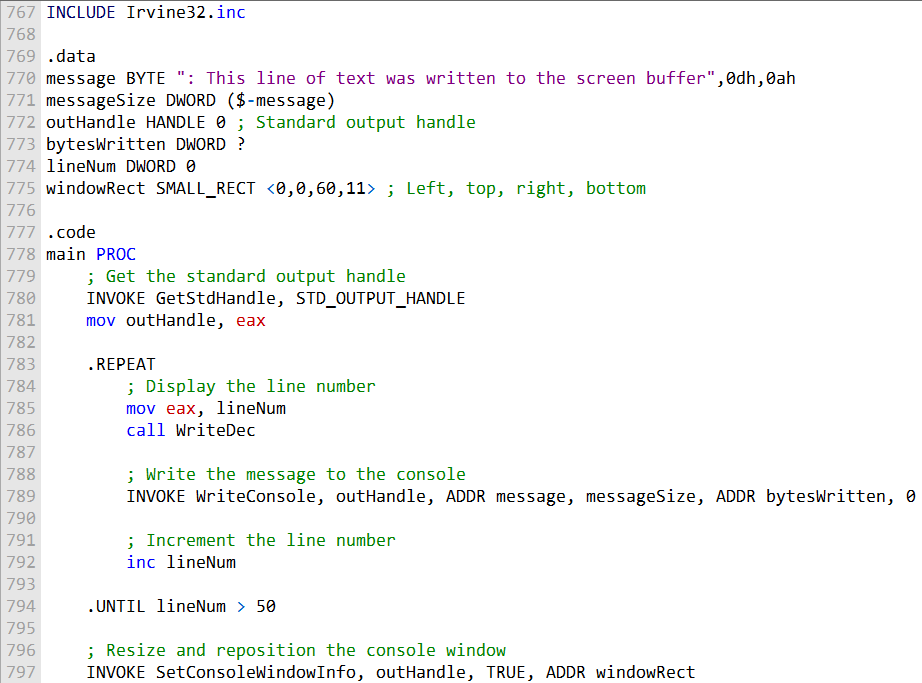 767 INCLUDE Irvine32.inc
768
769 .data
770 message BYTE ": This line of text was written to the screen buffer",0dh,0ah
771 messageSize DWORD ($-message)
772 outHandle HANDLE 0 ; Standard output handle
773 bytesWritten DWORD ?
774 lineNum DWORD 0
775 windowRect SMALL_RECT <0,0,60,11> ; Left, top, right, bottom
776
777 .code
778 main PROC
779     ; Get the standard output handle
780     INVOKE GetStdHandle, STD_OUTPUT_HANDLE
781     mov outHandle, eax
782
783     .REPEAT
784         ; Display the line number
785         mov eax, lineNum
786         call WriteDec
787
788         ; Write the message to the console
789         INVOKE WriteConsole, outHandle, ADDR message, messageSize, ADDR bytesWritten, 0
790
791         ; Increment the line number
792         inc lineNum
793
794     .UNTIL lineNum > 50
795
796     ; Resize and reposition the console window
797     INVOKE SetConsoleWindowInfo, outHandle, TRUE, ADDR windowRect